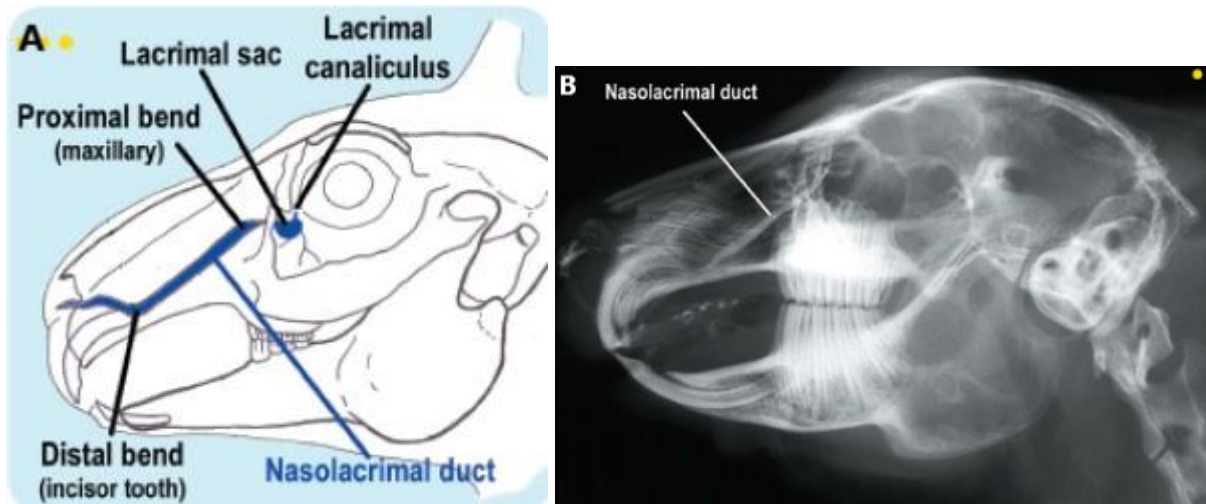 A
Lacrimal sac
Lacrimal
canaliculus
Proximal bend
(maxillary)
Distal bend
(incisor tooth)
Nasolacrimal duct
B
Nasolacrimal duct